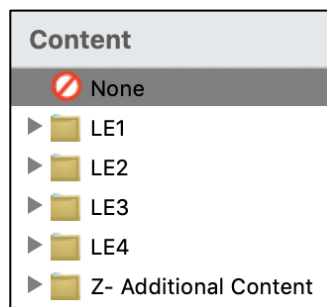 Content
None
LE1
LE2
LE3
LE4
Z- Additional Content